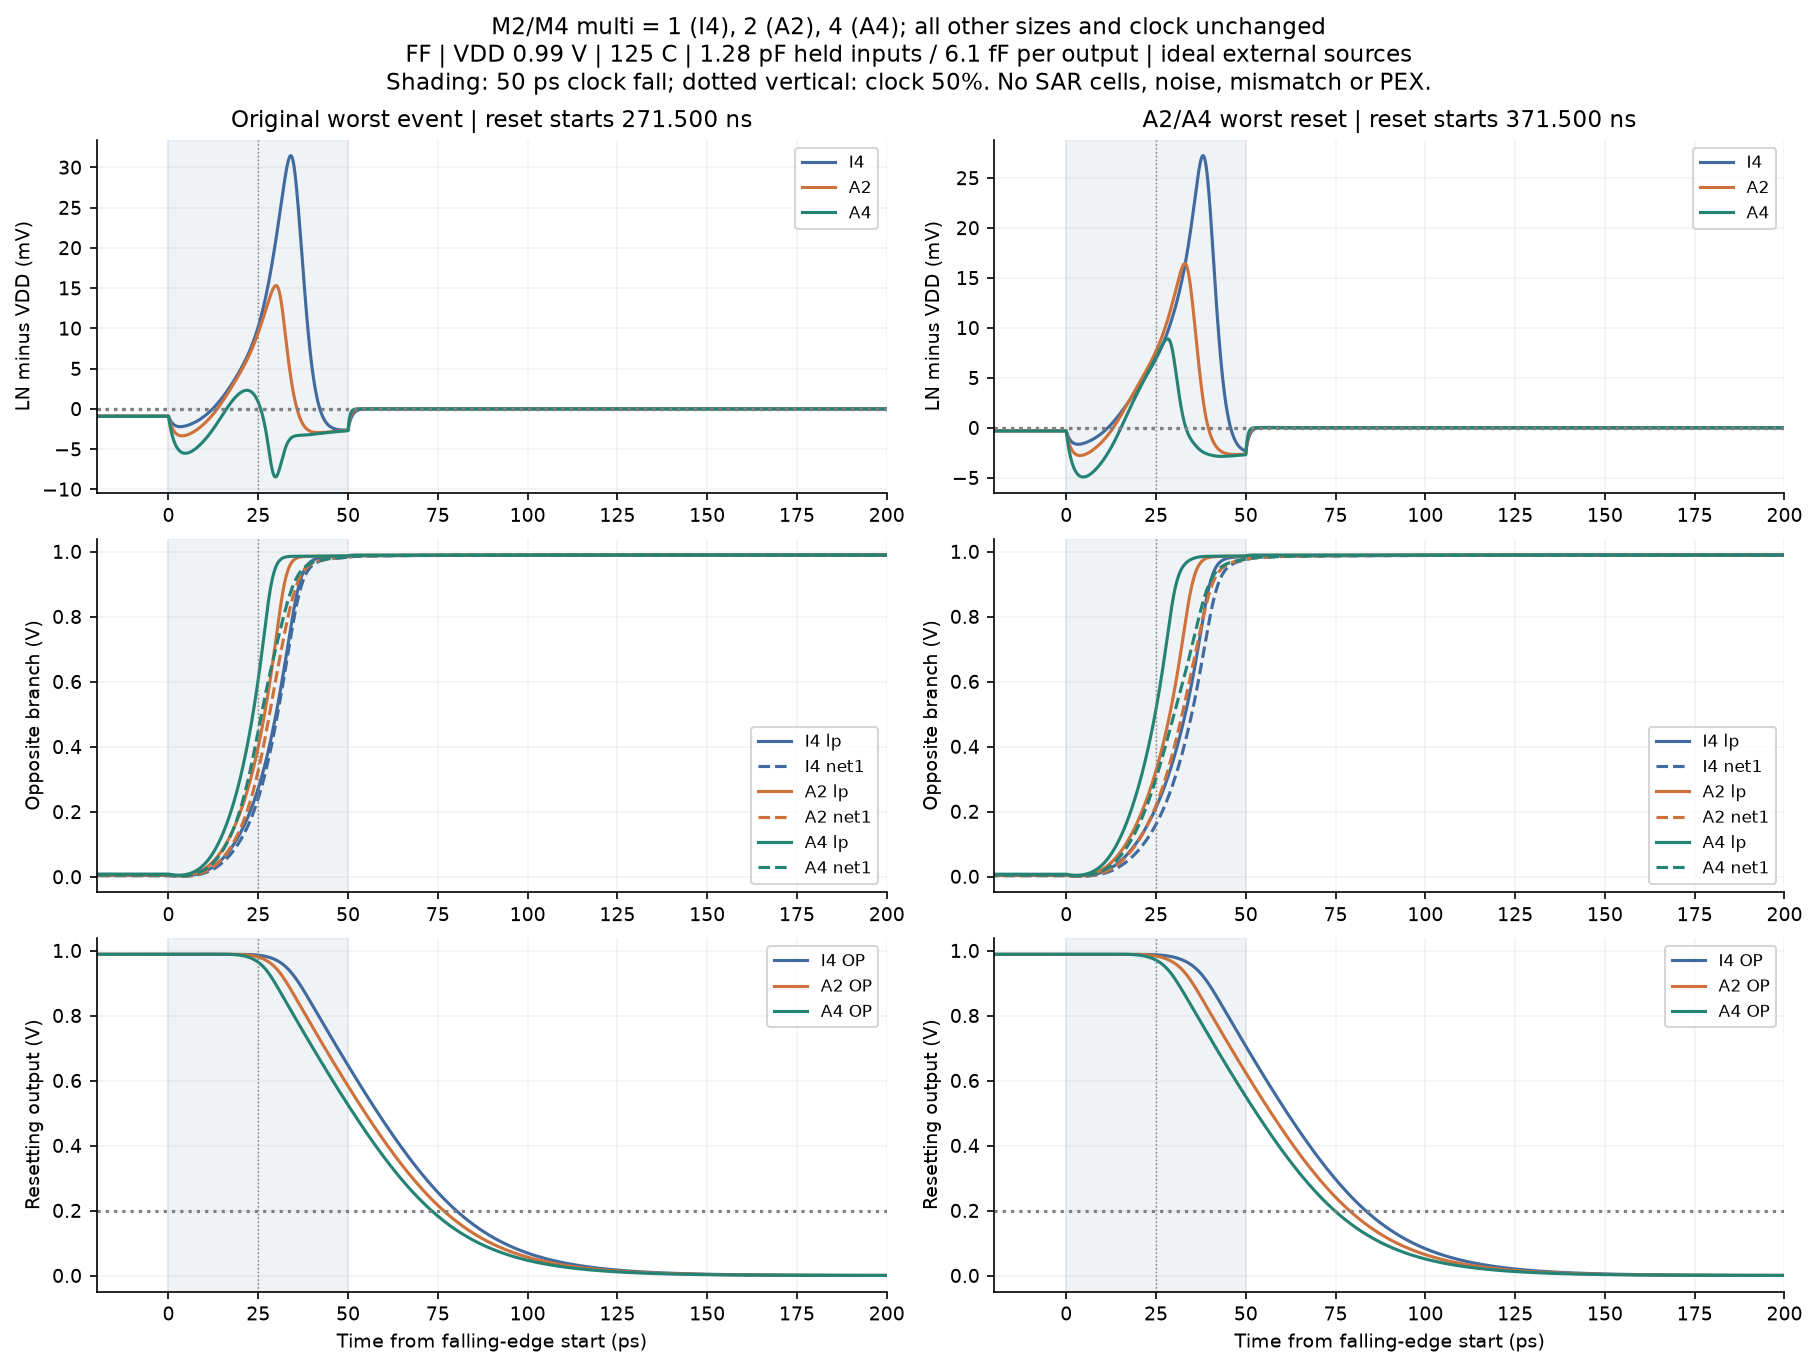 M2/M4 multi = 1 (I4), 2 (A2), 4 (A4); all other sizes and clock unchanged
FF | VDD 0.99 V | 125 C | 1.28 pF held inputs / 6.1 fF per output | ideal external sources
Shading: 50 ps clock fall; dotted vertical: clock 50%. No SAR cells, noise, mismatch or PEX.
Original worst event | reset starts 271.500 ns
LN minus VDD (mV)
30
25
20
15
10
5
0
−5
−10
0 25 50 75 100 125 150 175 200
I4
A2
A4
A2/A4 worst reset | reset starts 371.500 ns
LN minus VDD (mV)
25
20
15
10
5
0
−5
0 25 50 75 100 125 150 175 200
I4
A2
A4
Opposite branch (V)
1.0
0.8
0.6
0.4
0.2
0.0
0 25 50 75 100 125 150 175 200
I4 lp
I4 net1
A2 lp
A2 net1
A4 lp
A4 net1
Opposite branch (V)
1.0
0.8
0.6
0.4
0.2
0.0
0 25 50 75 100 125 150 175 200
I4 lp
I4 net1
A2 lp
A2 net1
A4 lp
A4 net1
Resetting output (V)
1.0
0.8
0.6
0.4
0.2
0.0
0 25 50 75 100 125 150 175 200
I4 OP
A2 OP
A4 OP
Time from falling-edge start (ps)
Resetting output (V)
1.0
0.8
0.6
0.4
0.2
0.0
0 25 50 75 100 125 150 175 200
I4 OP
A2 OP
A4 OP
Time from falling-edge start (ps)